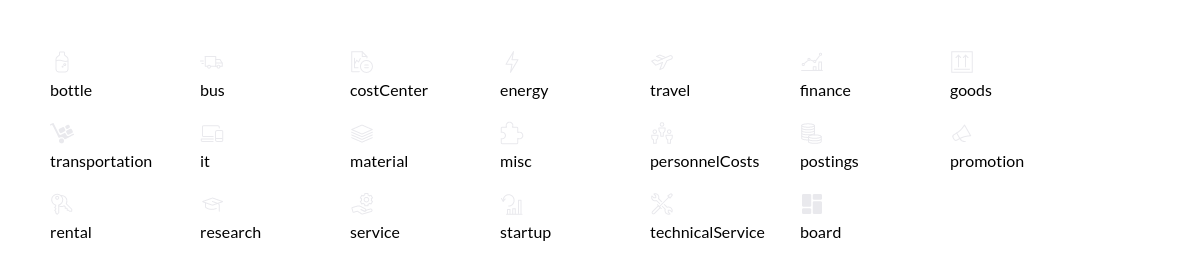 bottle bus costCenter energy travel finance goods
transportation it material misc personnelCosts postings promotion
rental research service startup technicalService board